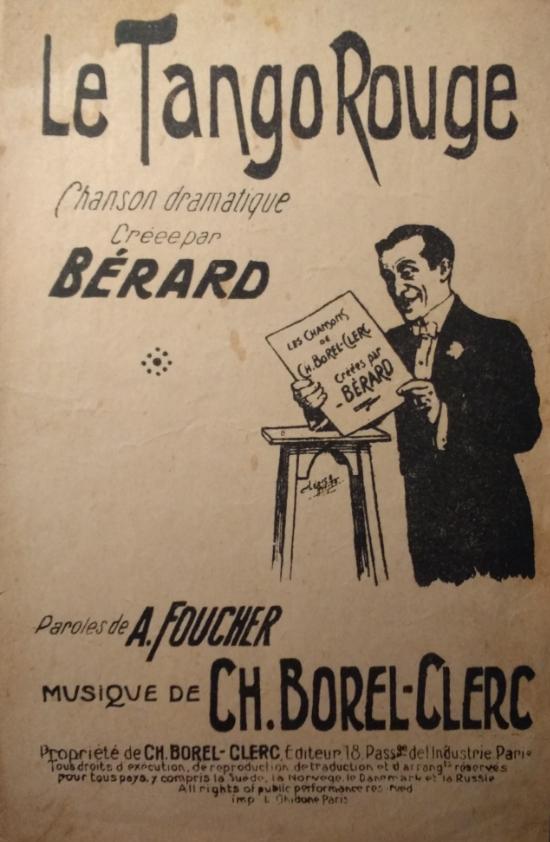 Le Tango Rouge
Chanson dramatique
Créée par
BÉRARD
LES CHANSONS
DE
CH. BOREL-CLERC
Créées par
BÉRARD
Paroles de A. FOUCHER
MUSIQUE DE CH. BOREL-CLERC
Propriété de CH. BOREL-CLERC, Éditeur, 18, Passge de l'Industrie, Paris
Tous droits d'exécution, de reproduction, de traduction et d'arrangts réservés
pour tous pays, y compris la Suède, la Norvège, le Danemark et la Russie
All rights of public performance reserved
imp. Paris